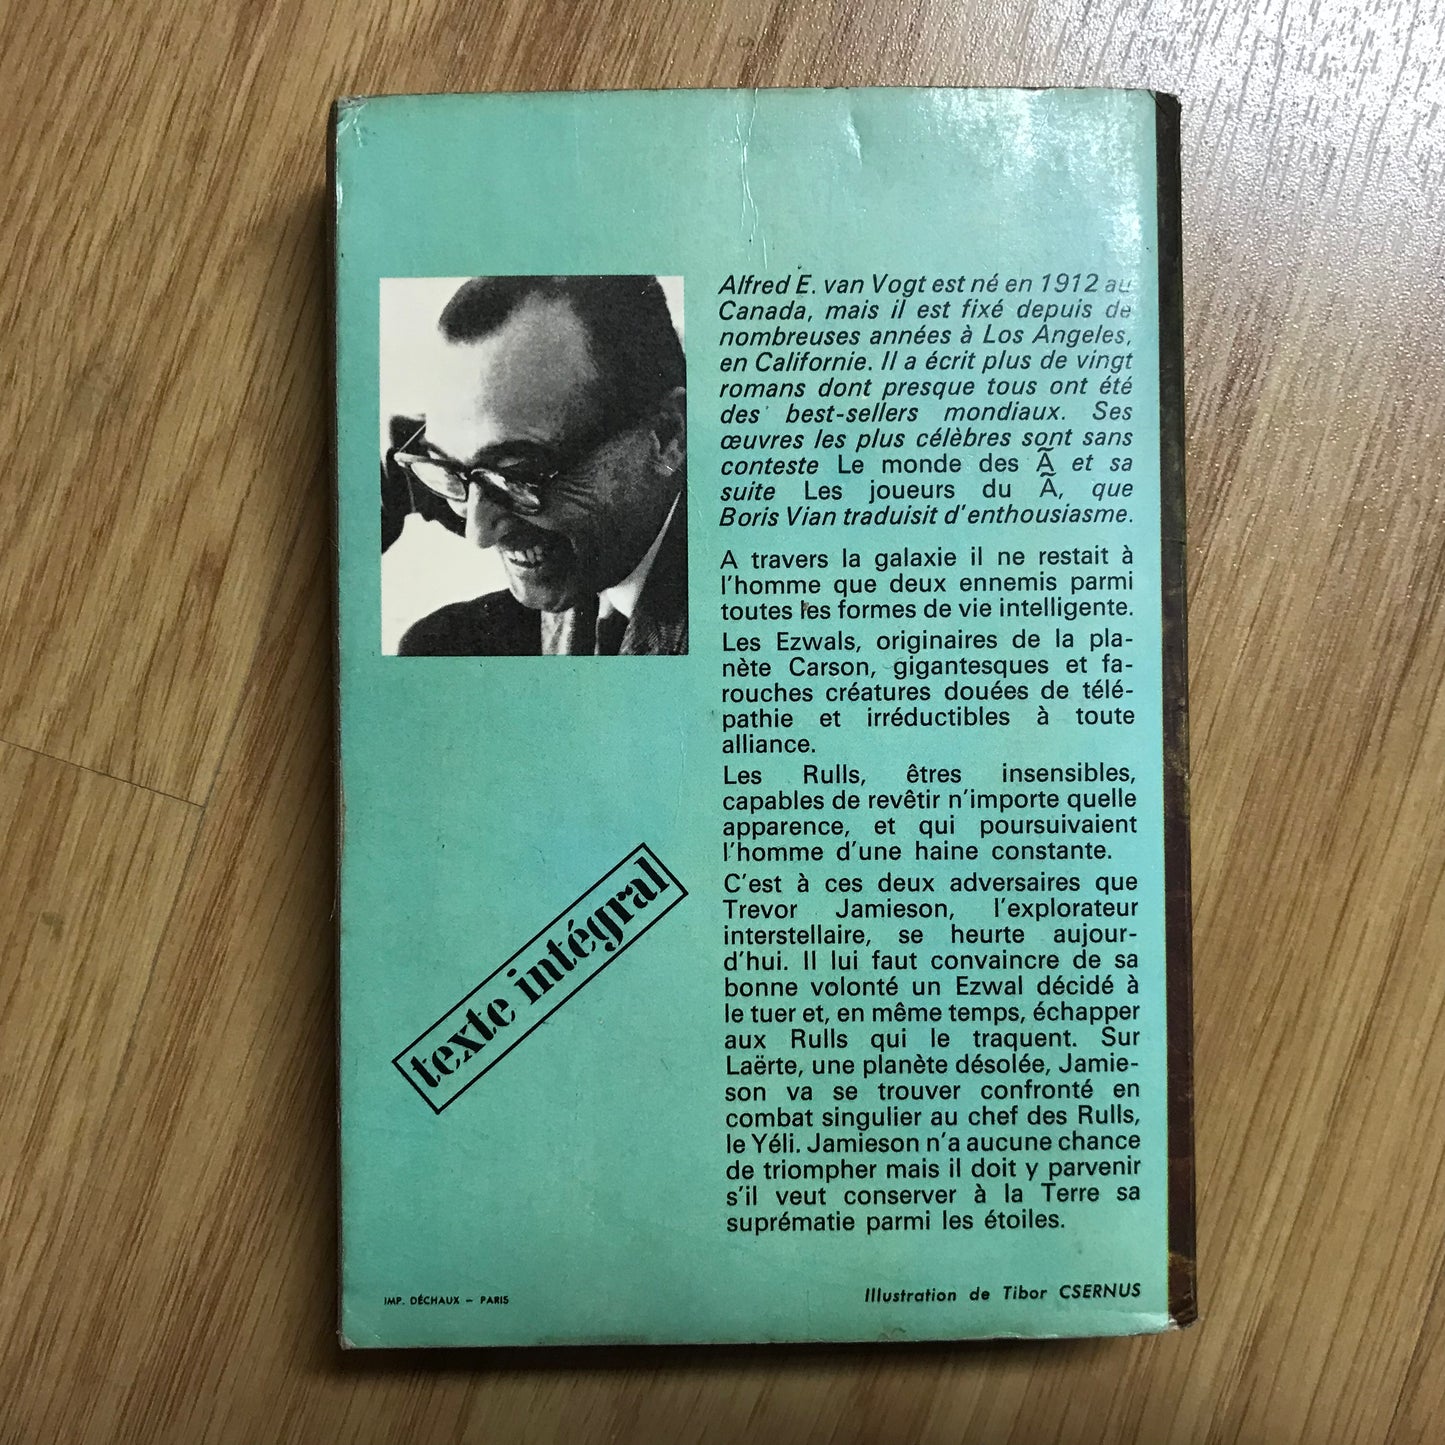 Alfred E. van Vogt est né en 1912 au
Canada, mais il est fixé depuis de
nombreuses années à Los Angeles,
en Californie. Il a écrit plus de vingt
romans dont presque tous ont été
des best-sellers mondiaux. Ses
œuvres les plus célèbres sont sans
conteste Le monde des Ã et sa
suite Les joueurs du Ã, que
Boris Vian traduisit d'enthousiasme.
A travers la galaxie il ne restait à
l'homme que deux ennemis parmi
toutes les formes de vie intelligente.
Les Ezwals, originaires de la pla-
nète Carson, gigantesques et fa-
rouches créatures douées de télé-
pathie et irréductibles à toute
alliance.
Les Rulls, êtres insensibles,
capables de revêtir n'importe quelle
apparence, et qui poursuivaient
l'homme d'une haine constante.
C'est à ces deux adversaires que
Trevor Jamieson, l'explorateur
interstellaire, se heurte aujour-
d'hui. Il lui faut convaincre de sa
bonne volonté un Ezwal décidé à
le tuer et, en même temps, échapper
aux Rulls qui le traquent. Sur
Laërte, une planète désolée, Jamie-
son va se trouver confronté en
combat singulier au chef des Rulls,
le Yéli. Jamieson n'a aucune chance
de triompher mais il doit y parvenir
s'il veut conserver à la Terre sa
suprématie parmi les étoiles.
texte intégral
IMP. DÉCHAUX – PARIS
Illustration de Tibor CSERNUS